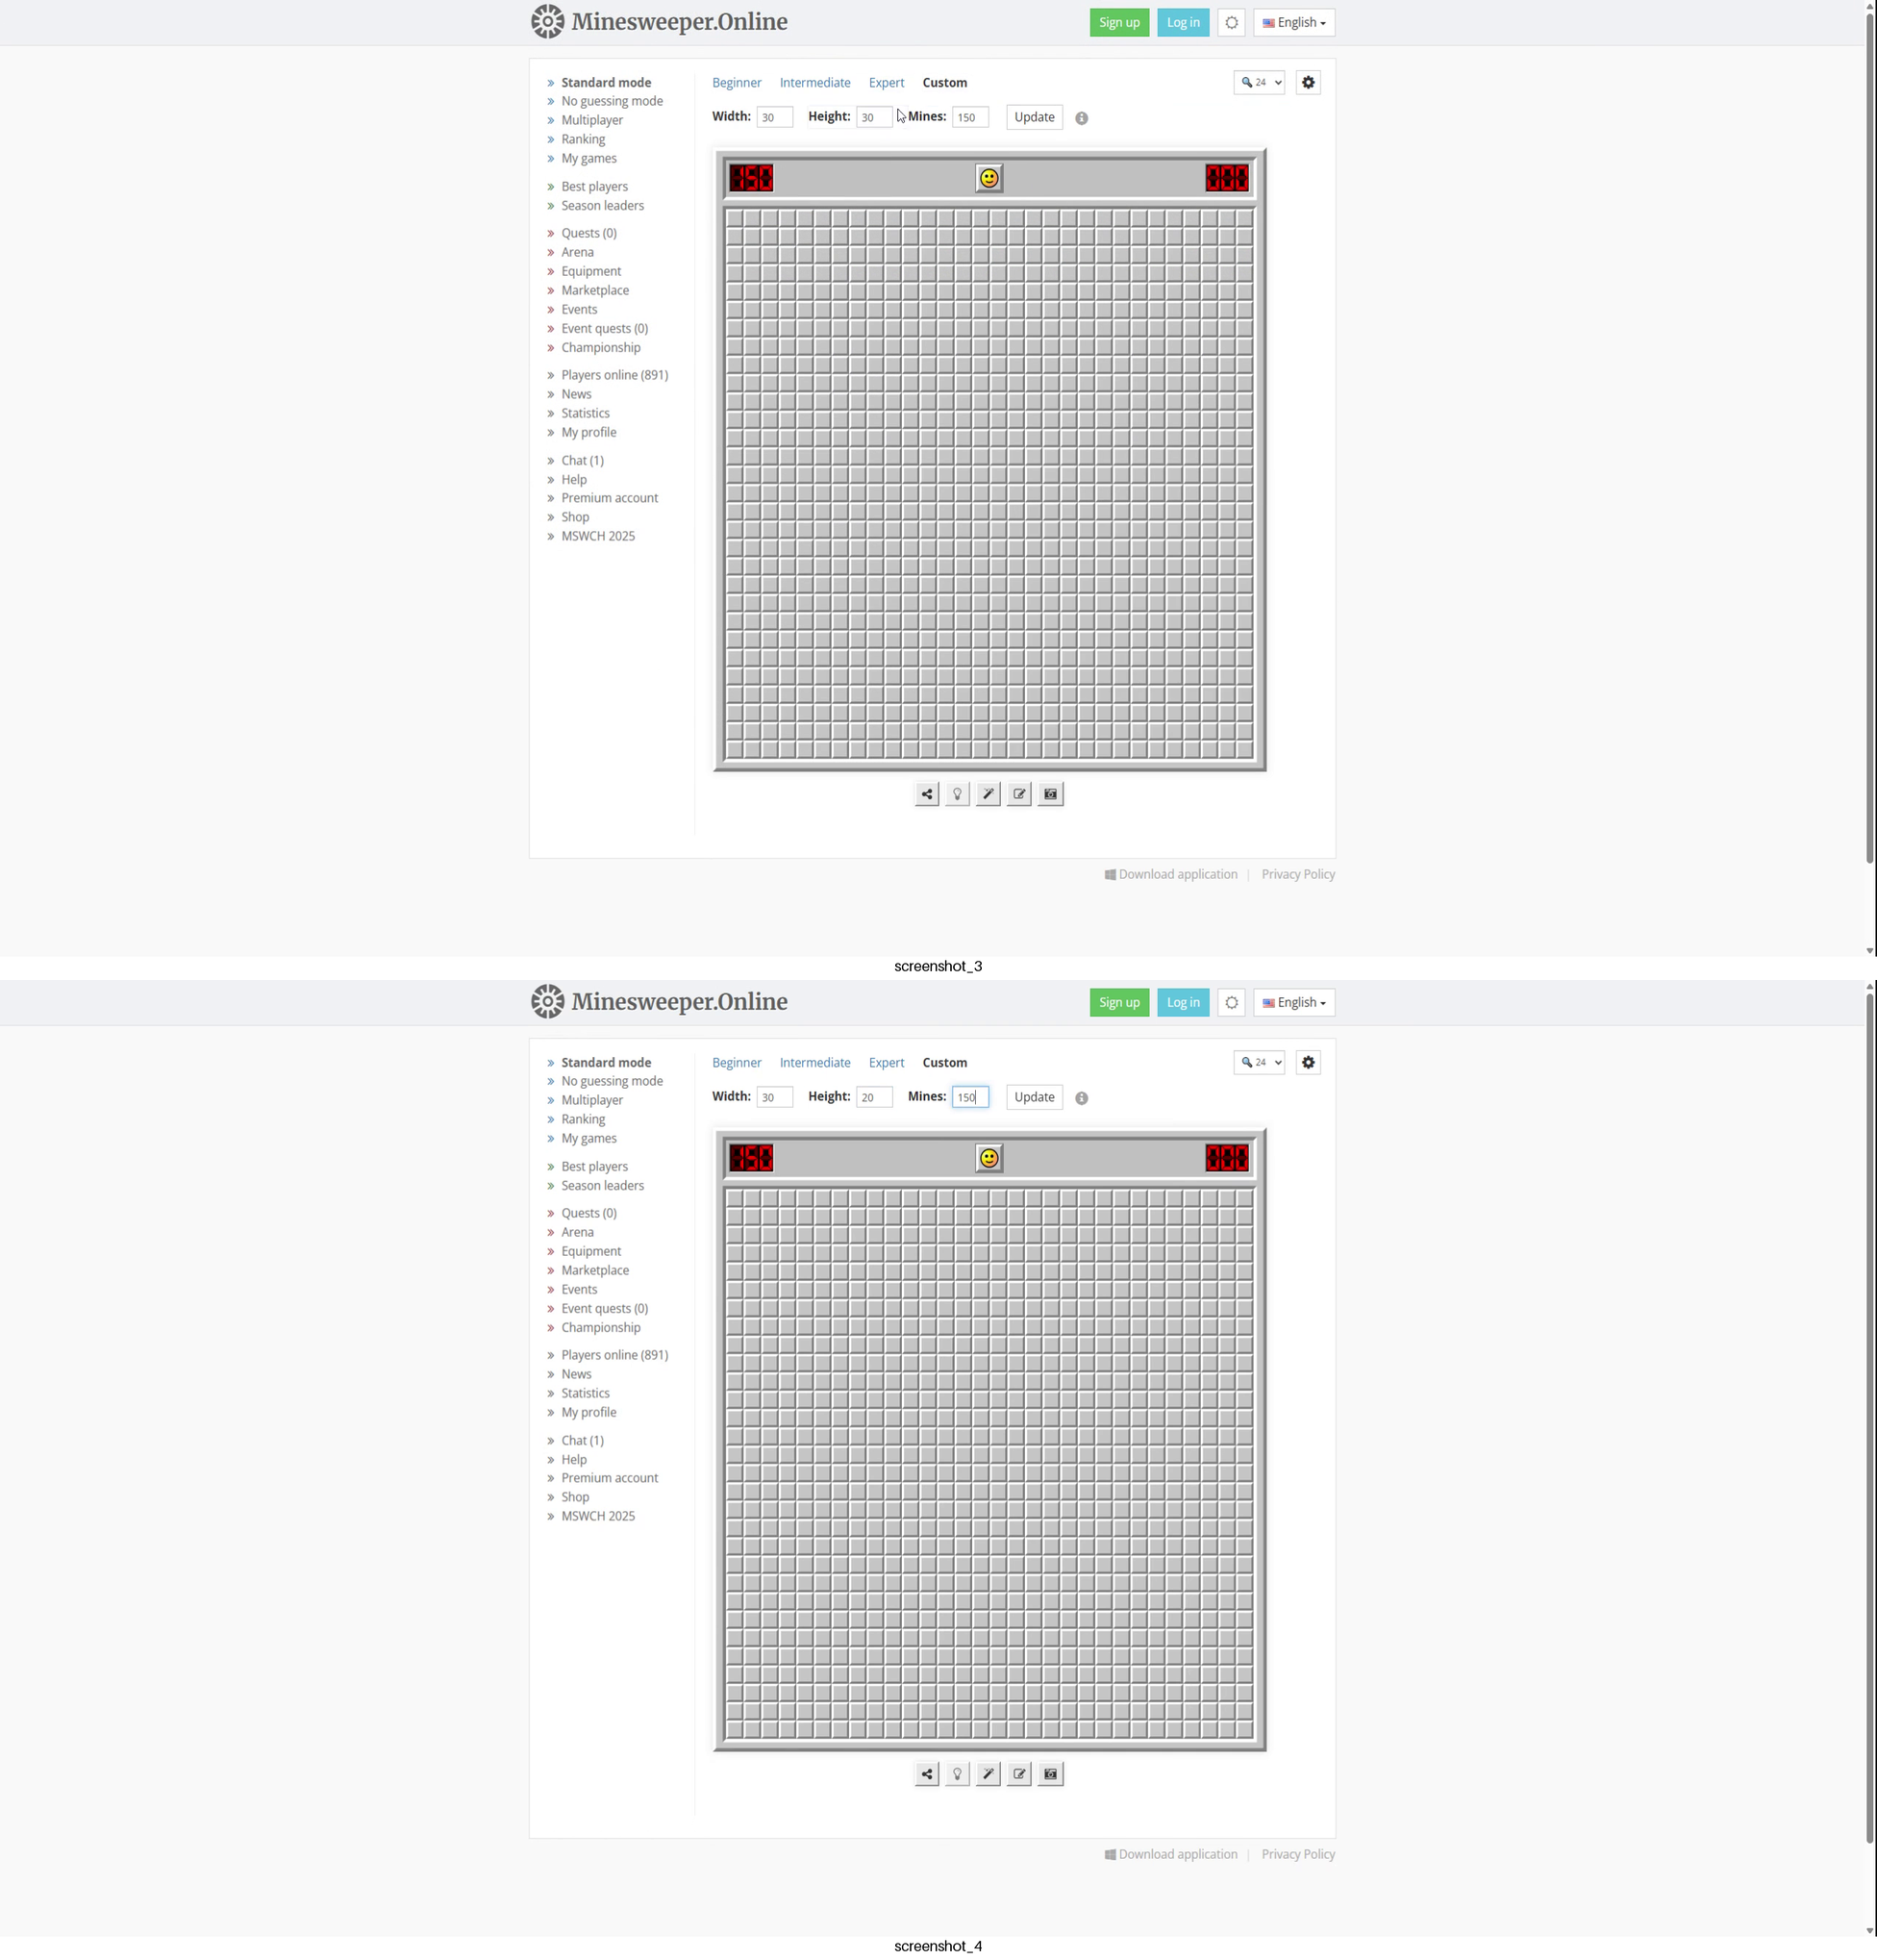 Minesweeper.Online
Sign up
Log in
English
Standard mode
No guessing mode
Multiplayer
Ranking
My games
Best players
Season leaders
Quests (0)
Arena
Equipment
Marketplace
Events
Event quests (0)
Championship
Players online (891)
News
Statistics
My profile
Chat (1)
Help
Premium account
Shop
MSWCH 2025
Beginner Intermediate Expert Custom
24
Width: 30 Height: 30 Mines: 150 Update
150 000
Download application | Privacy Policy
screenshot_3
Minesweeper.Online
Sign up
Log in
English
Standard mode
No guessing mode
Multiplayer
Ranking
My games
Best players
Season leaders
Quests (0)
Arena
Equipment
Marketplace
Events
Event quests (0)
Championship
Players online (891)
News
Statistics
My profile
Chat (1)
Help
Premium account
Shop
MSWCH 2025
Beginner Intermediate Expert Custom
24
Width: 30 Height: 20 Mines: 150 Update
150 000
Download application | Privacy Policy
screenshot_4